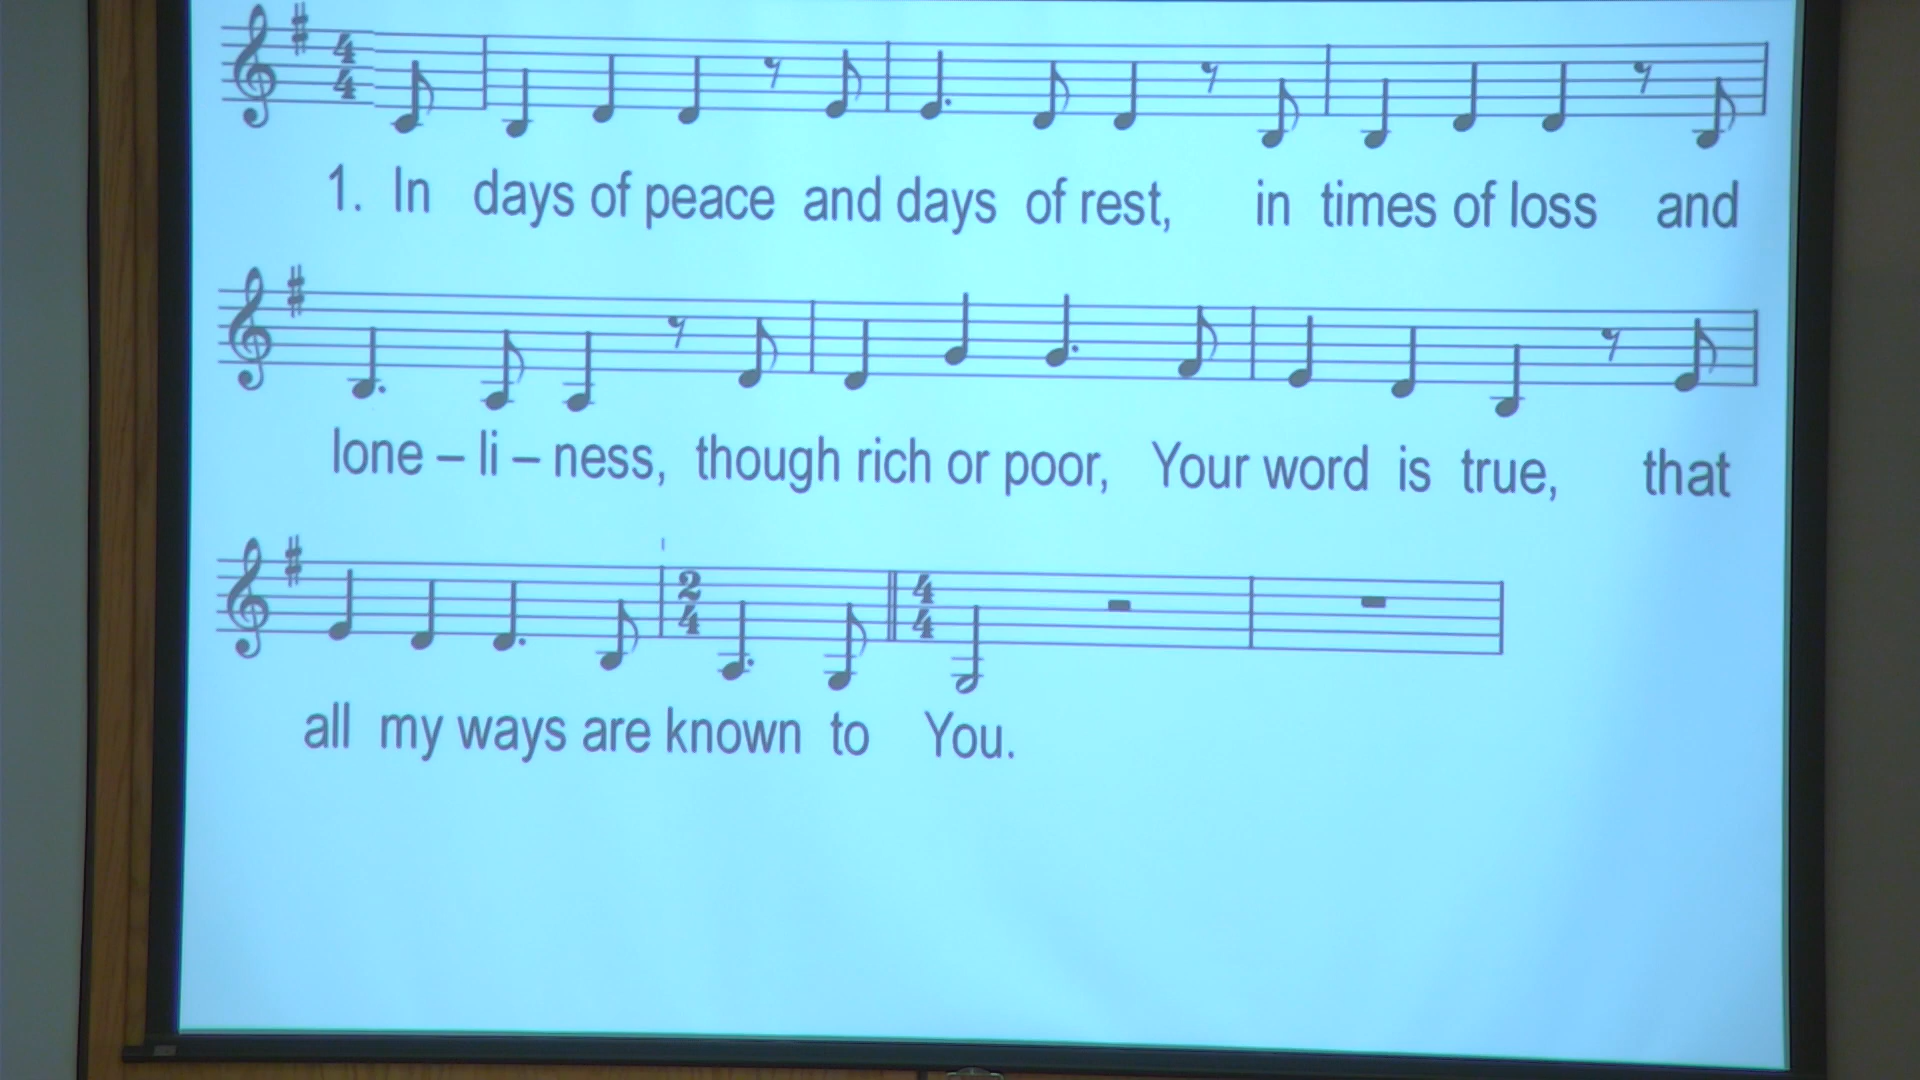 1. In days of peace and days of rest, in times of loss and
lone – li – ness, though rich or poor, Your word is true, that
all my ways are known to You.